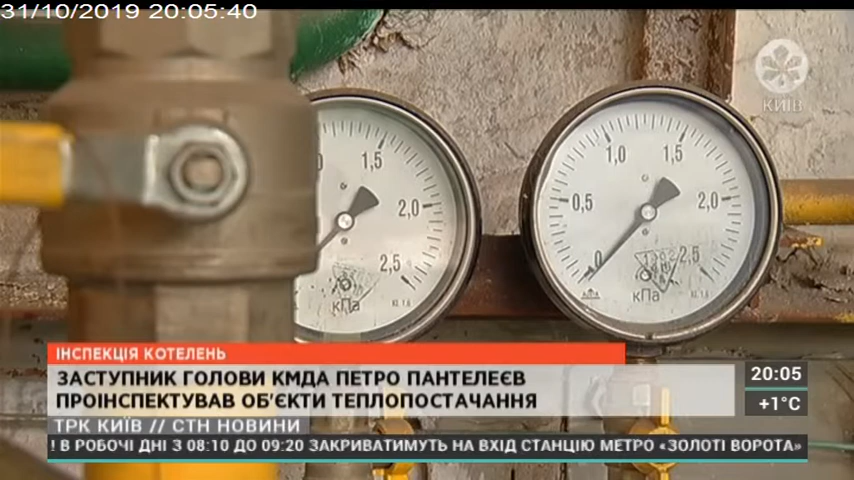 31/10/2019 20:05:40
КИЇВ
1,5
2,0
2,5
кПа
0
0,5
1,0
1,5
2,0
2,5
кПа
ІНСПЕКЦІЯ КОТЕЛЕНЬ
ЗАСТУПНИК ГОЛОВИ КМДА ПЕТРО ПАНТЕЛЕЄВ
ПРОІНСПЕКТУВАВ ОБ'ЄКТИ ТЕПЛОПОСТАЧАННЯ
20:05
+1°C
ТРК КИЇВ // СТН НОВИНИ
! В РОБОЧІ ДНІ З 08:10 ДО 09:20 ЗАКРИВАТИМУТЬ НА ВХІД СТАНЦІЮ МЕТРО «ЗОЛОТІ ВОРОТА»